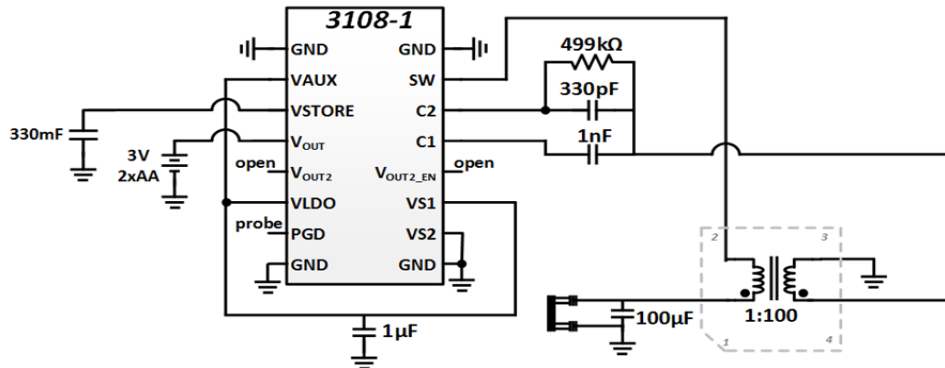 3108-1
GND
GND
499kΩ
VAUX
SW
330pF
VSTORE
C2
330mF
1nF
VOUT
C1
3V
2xAA
open
open
VOUT2
VOUT2_EN
VLDO
VS1
probe
PGD
VS2
GND
GND
2
3
1µF
100µF
1:100
1
4